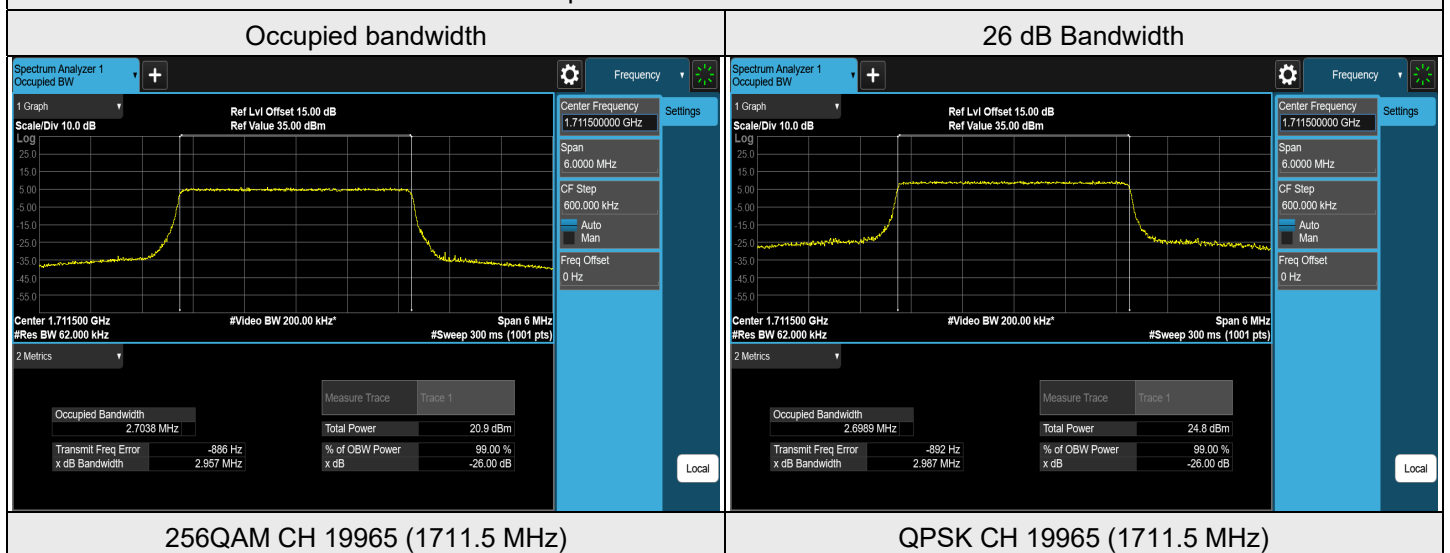 Occupied bandwidth
26 dB Bandwidth
Spectrum Analyzer 1
Occupied BW
+
Frequency
1 Graph
Scale/Div 10.0 dB
Ref Lvl Offset 15.00 dB
Ref Value 35.00 dBm
Log
25.0
15.0
5.00
-5.00
-15.0
-25.0
-35.0
-45.0
-55.0
Center 1.711500 GHz
#Video BW 200.00 kHz*
Span 6 MHz
#Res BW 62.000 kHz
#Sweep 300 ms (1001 pts)
Center Frequency
1.711500000 GHz
Settings
Span
6.0000 MHz
CF Step
600.000 kHz
Auto
Man
Freq Offset
0 Hz
2 Metrics
Measure Trace Trace 1
Occupied Bandwidth
2.7038 MHz
Total Power 20.9 dBm
Transmit Freq Error -886 Hz
% of OBW Power 99.00 %
x dB Bandwidth 2.957 MHz
x dB -26.00 dB
Local
Spectrum Analyzer 1
Occupied BW
+
Frequency
1 Graph
Scale/Div 10.0 dB
Ref Lvl Offset 15.00 dB
Ref Value 35.00 dBm
Log
25.0
15.0
5.00
-5.00
-15.0
-25.0
-35.0
-45.0
-55.0
Center 1.711500 GHz
#Video BW 200.00 kHz*
Span 6 MHz
#Res BW 62.000 kHz
#Sweep 300 ms (1001 pts)
Center Frequency
1.711500000 GHz
Settings
Span
6.0000 MHz
CF Step
600.000 kHz
Auto
Man
Freq Offset
0 Hz
2 Metrics
Measure Trace Trace 1
Occupied Bandwidth
2.6989 MHz
Total Power 24.8 dBm
Transmit Freq Error -892 Hz
% of OBW Power 99.00 %
x dB Bandwidth 2.987 MHz
x dB -26.00 dB
Local
256QAM CH 19965 (1711.5 MHz)
QPSK CH 19965 (1711.5 MHz)